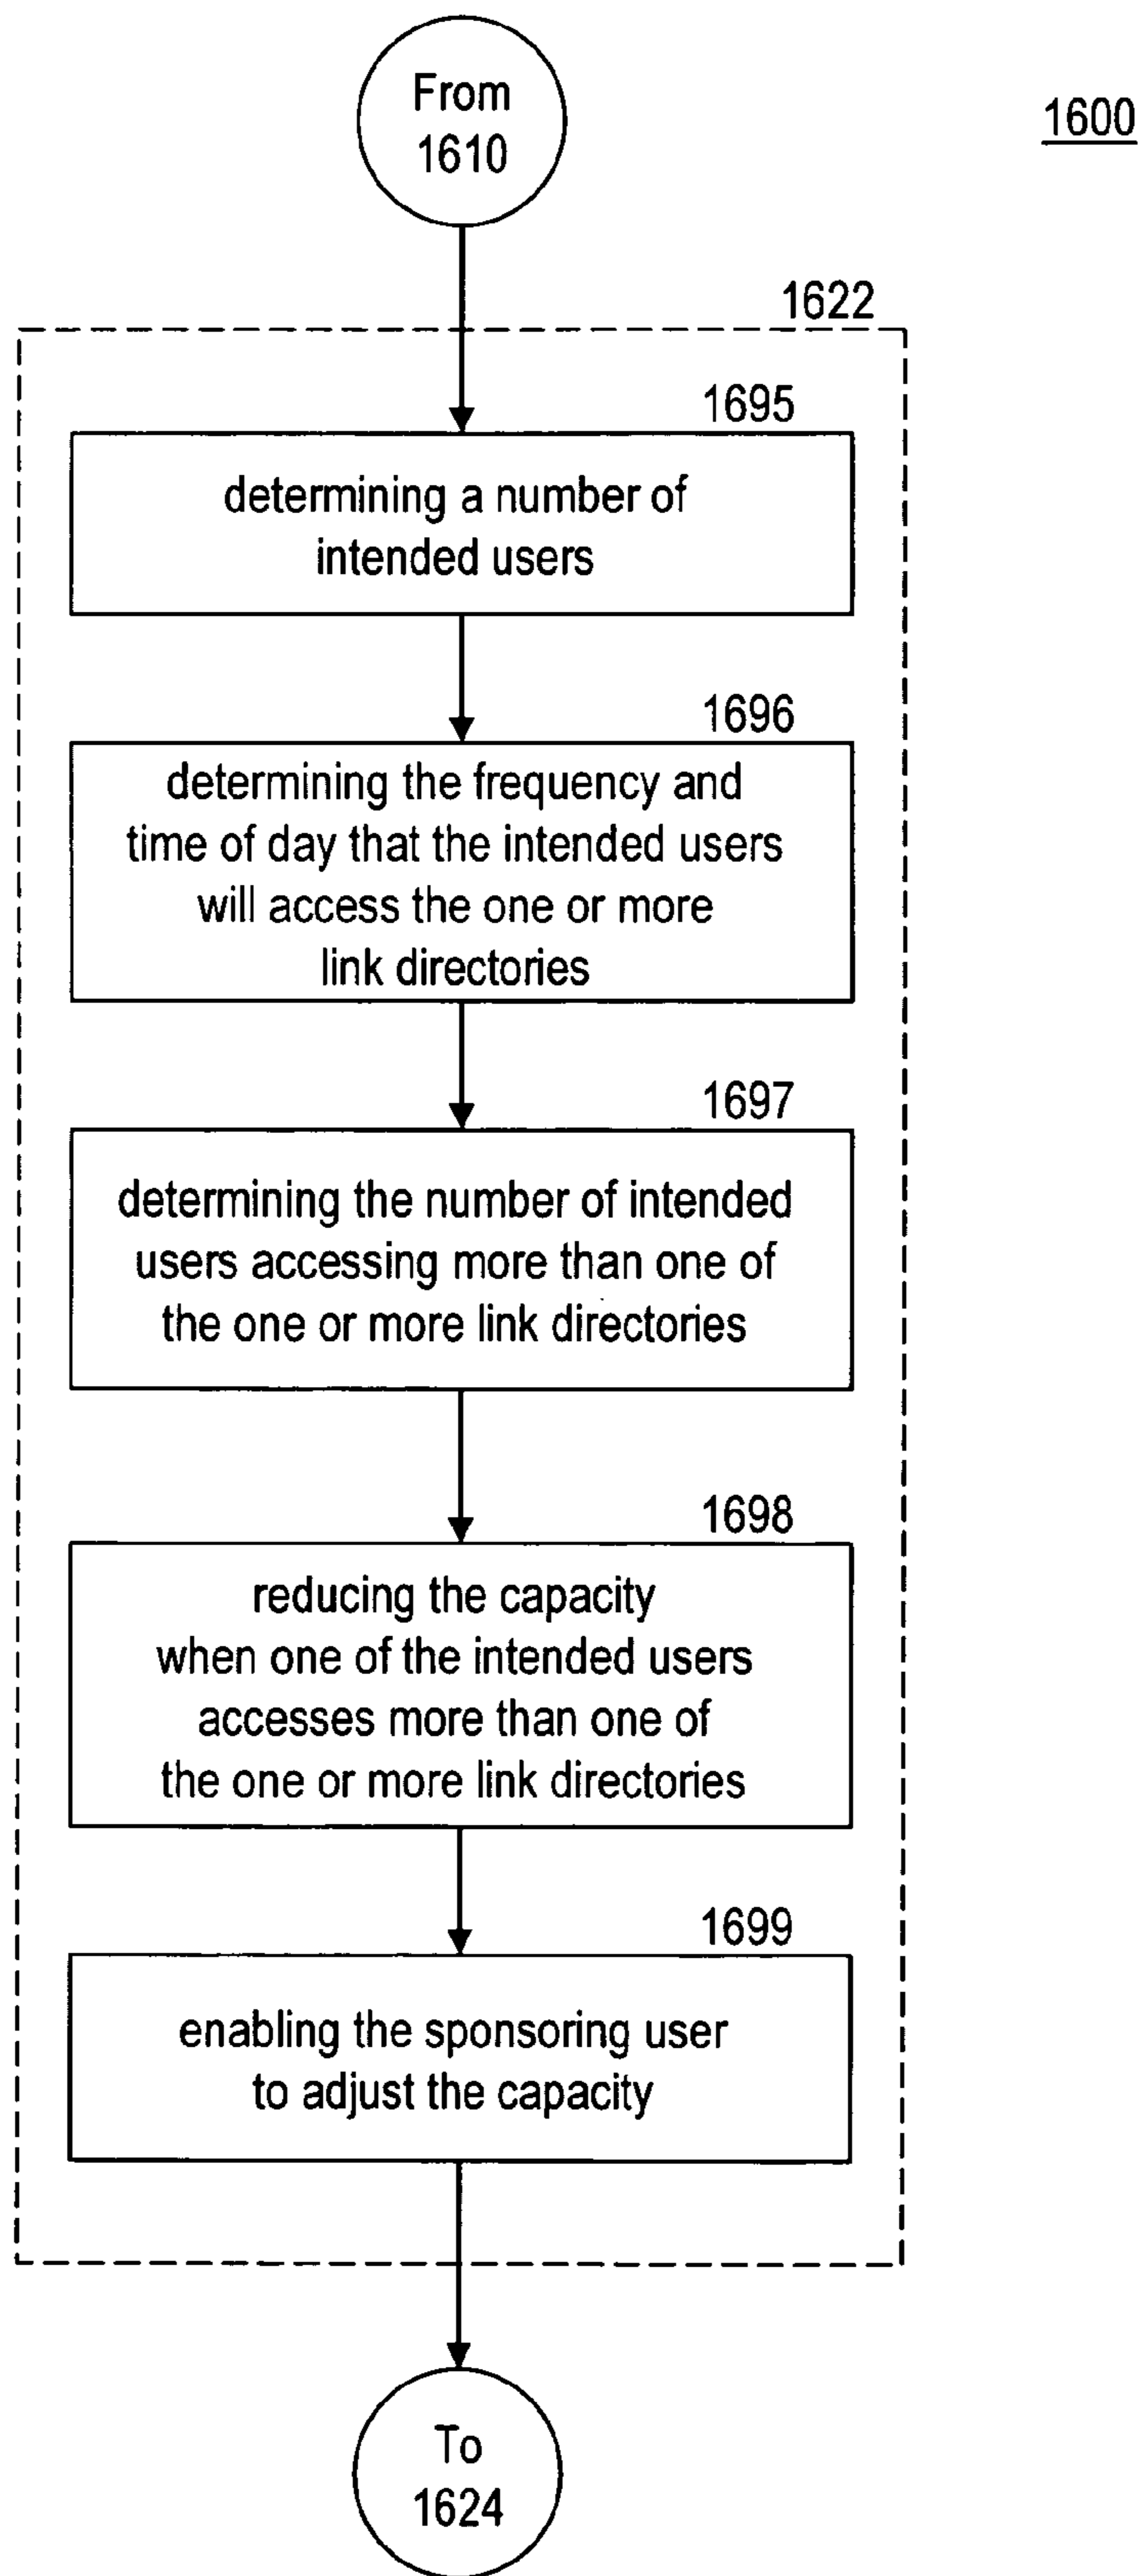 From
1610
1600
1622
1695
determining a number of
intended users
1696
determining the frequency and
time of day that the intended users
will access the one or more
link directories
1697
determining the number of intended
users accessing more than one of
the one or more link directories
1698
reducing the capacity
when one of the intended users
accesses more than one of
the one or more link directories
1699
enabling the sponsoring user
to adjust the capacity
To
1624